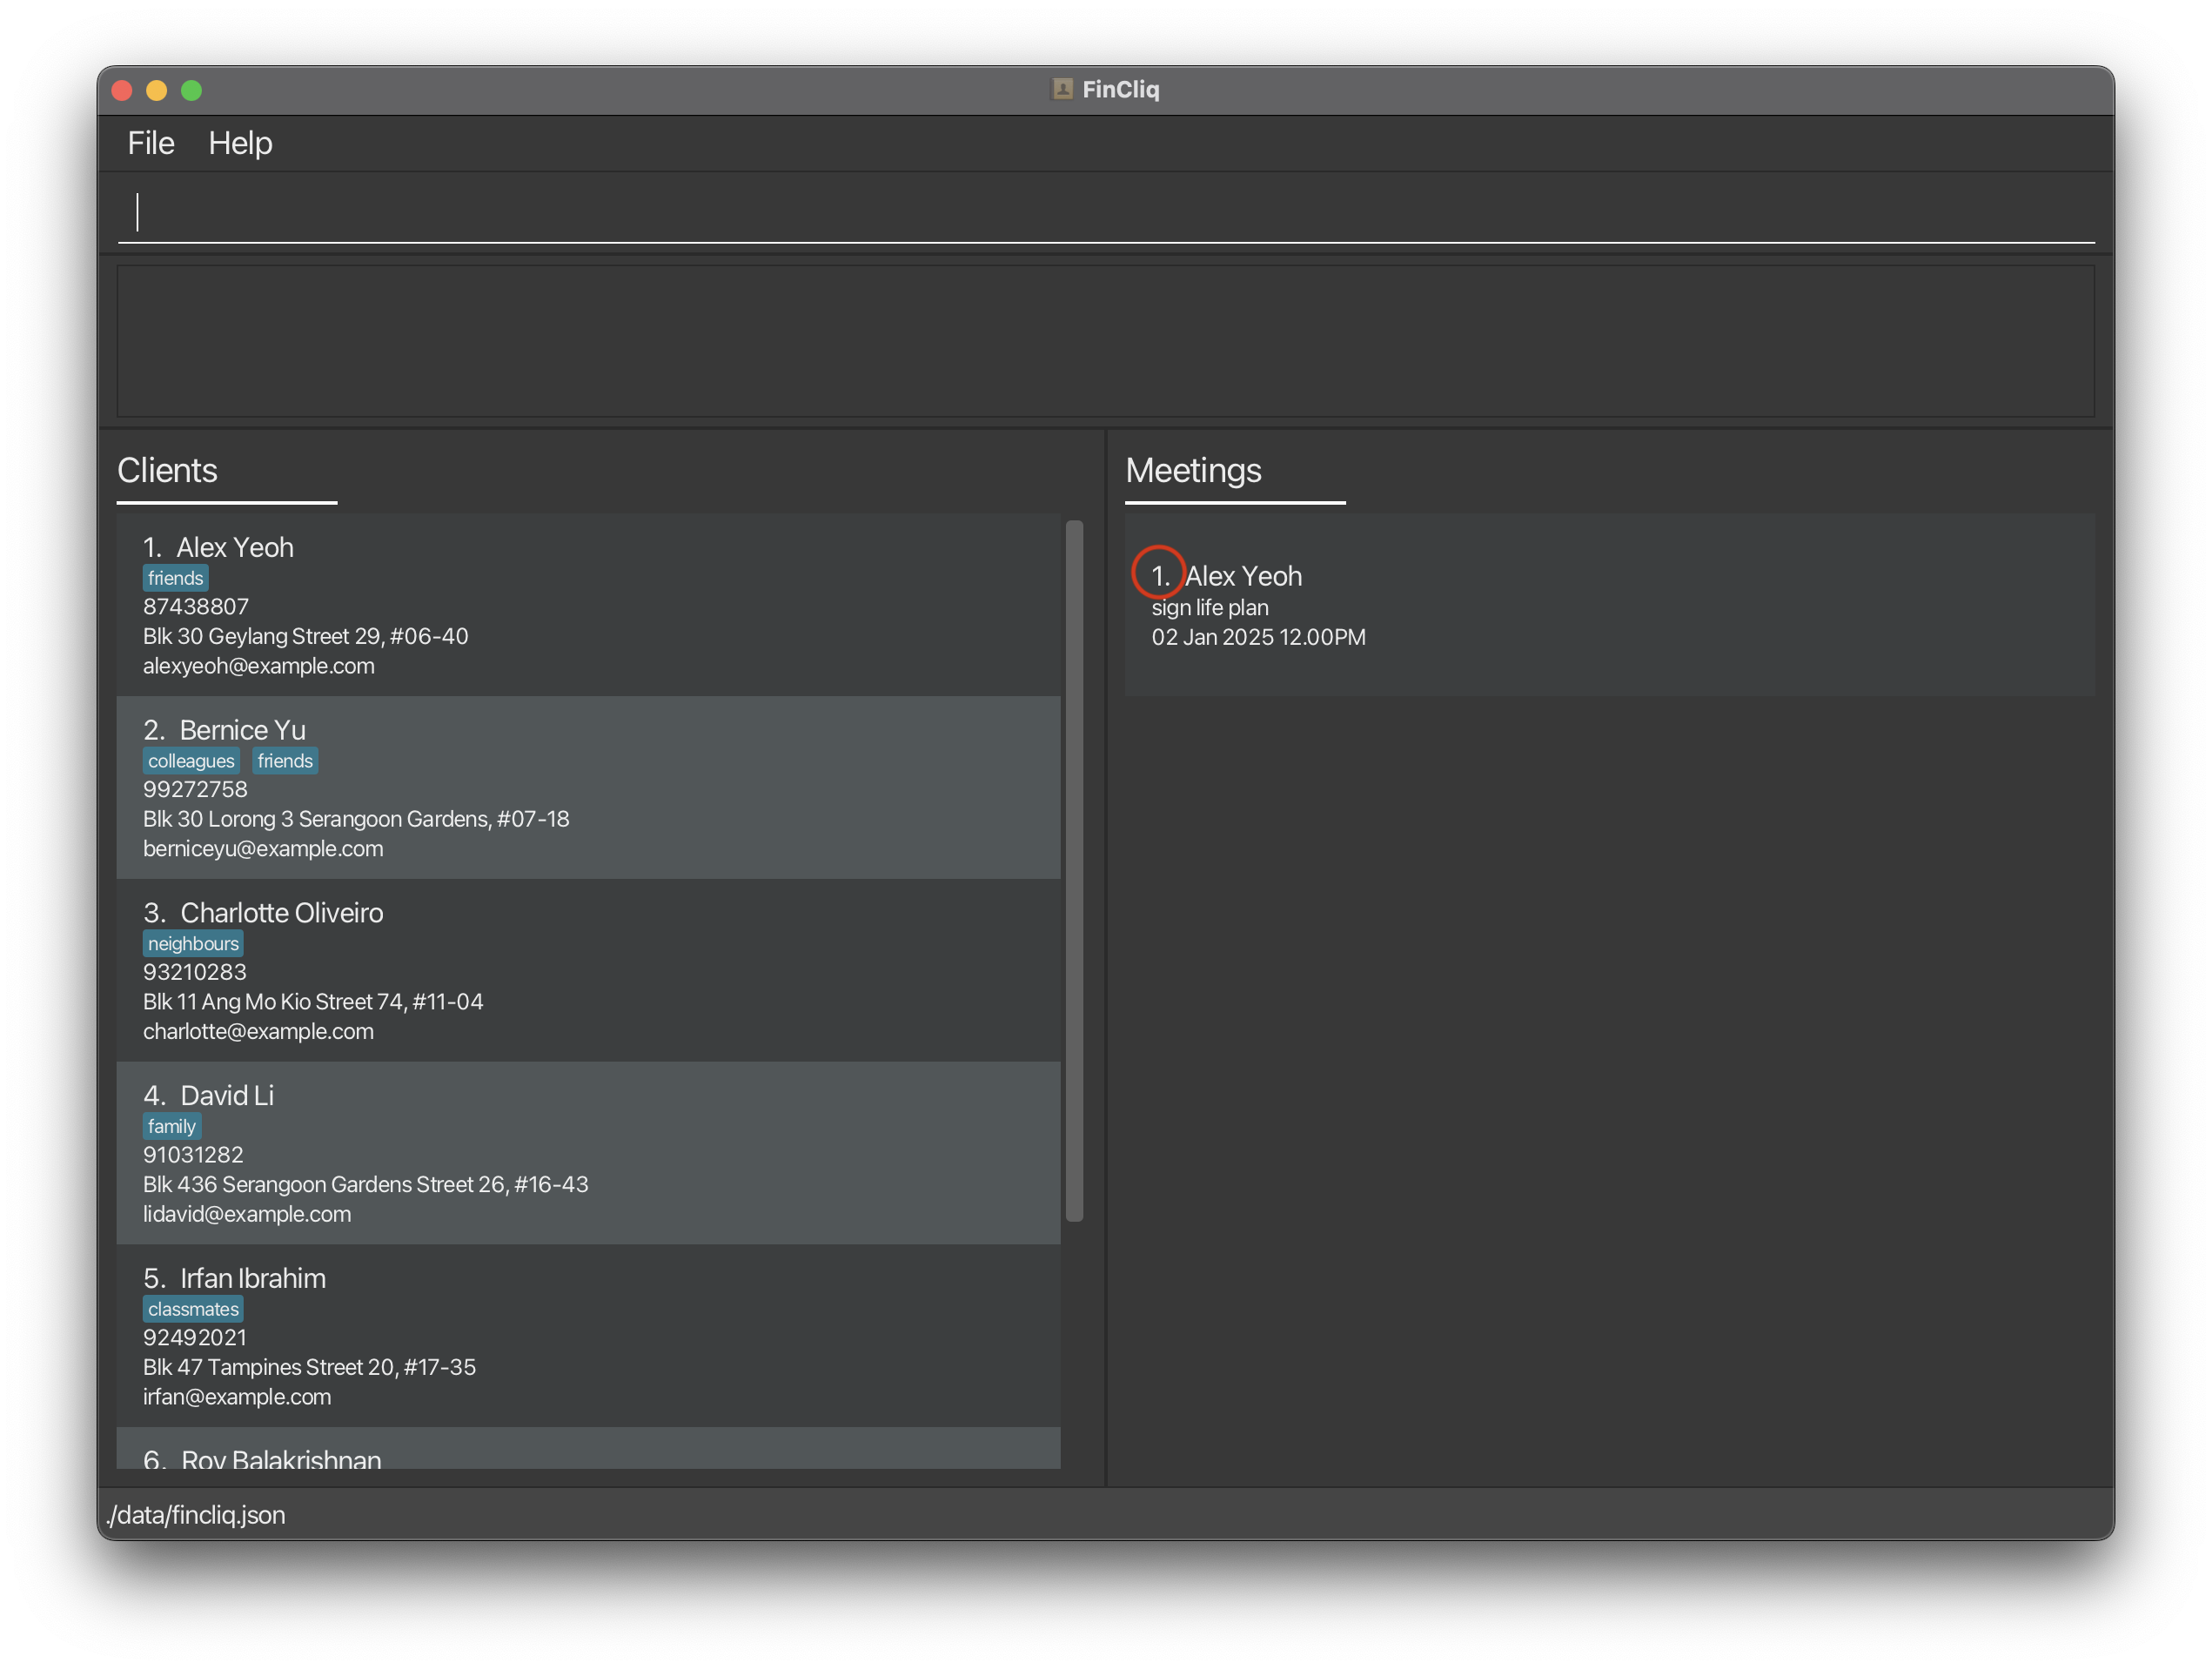 FinCliq
File Help
Clients
1. Alex Yeoh
friends
87438807
Blk 30 Geylang Street 29, #06-40
alexyeoh@example.com
2. Bernice Yu
colleagues friends
99272758
Blk 30 Lorong 3 Serangoon Gardens, #07-18
berniceyu@example.com
3. Charlotte Oliveiro
neighbours
93210283
Blk 11 Ang Mo Kio Street 74, #11-04
charlotte@example.com
4. David Li
family
91031282
Blk 436 Serangoon Gardens Street 26, #16-43
lidavid@example.com
5. Irfan Ibrahim
classmates
92492021
Blk 47 Tampines Street 20, #17-35
irfan@example.com
6. Roy Balakrishnan
Meetings
1. Alex Yeoh
sign life plan
02 Jan 2025 12.00PM
./data/fincliq.json